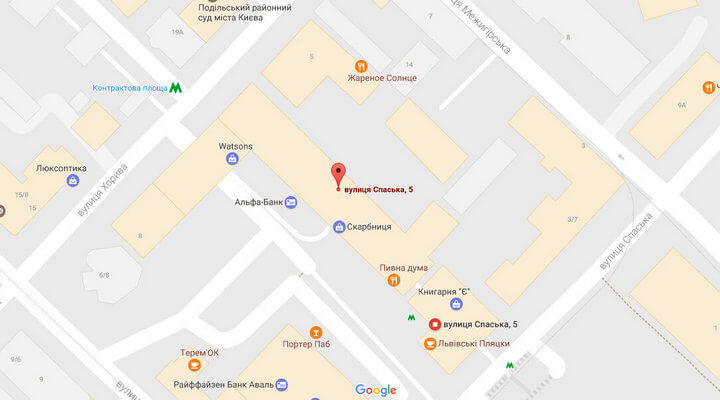 Подільський районний
суд міста Києва
19А
вулиця Межигірська
8
5
14
Жареное Солнце
Контрактова площа
9А
Watsons
Люксоптика
вулиця Хорива
15/8
15
вулиця Спаська, 5
Альфа-Банк
Скарбниця
3/7
вулиця Спаська
8
6/8
Пивна дума
Книгарня "Є"
вулиця Спаська, 5
Львівські Пляцки
Портер Паб
Терем'ОК
9/6
Райффайзен Банк Аваль
Google